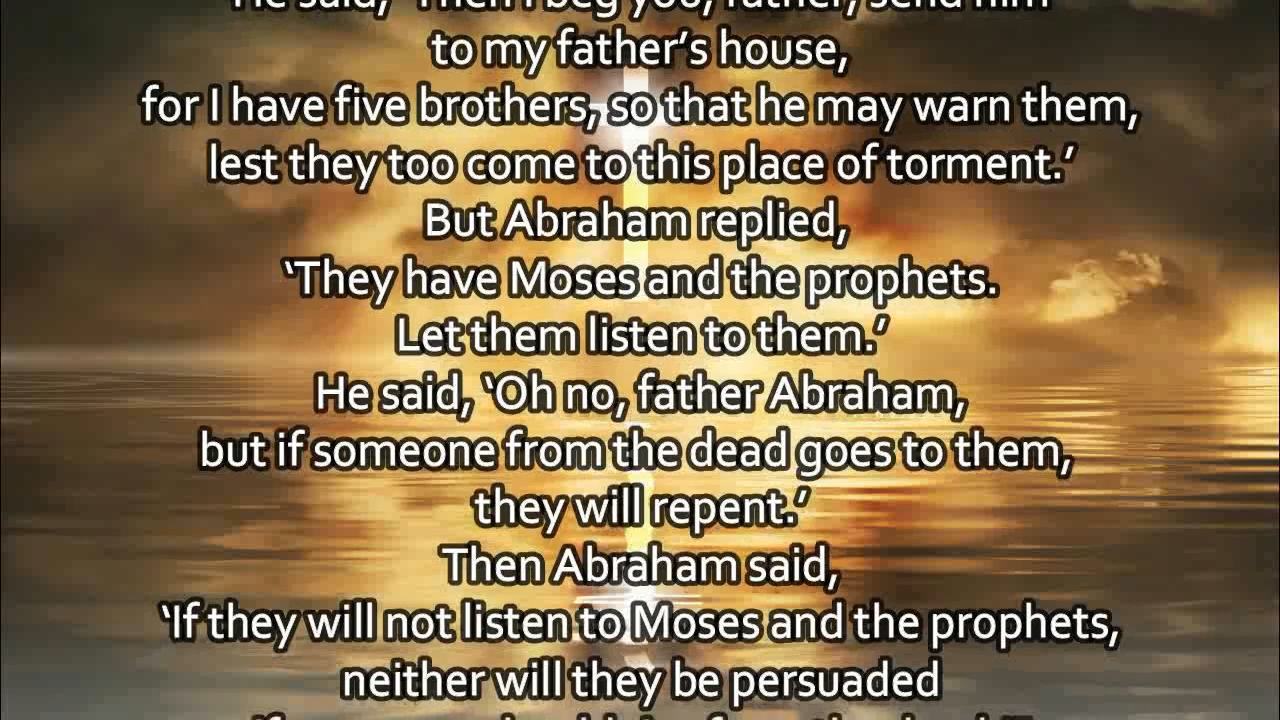 He said, 'Then I beg you, father, send him
to my father's house,
for I have five brothers, so that he may warn them,
lest they too come to this place of torment.'
But Abraham replied,
'They have Moses and the prophets.
Let them listen to them.'
He said, 'Oh no, father Abraham,
but if someone from the dead goes to them,
they will repent.'
Then Abraham said,
'If they will not listen to Moses and the prophets,
neither will they be persuaded